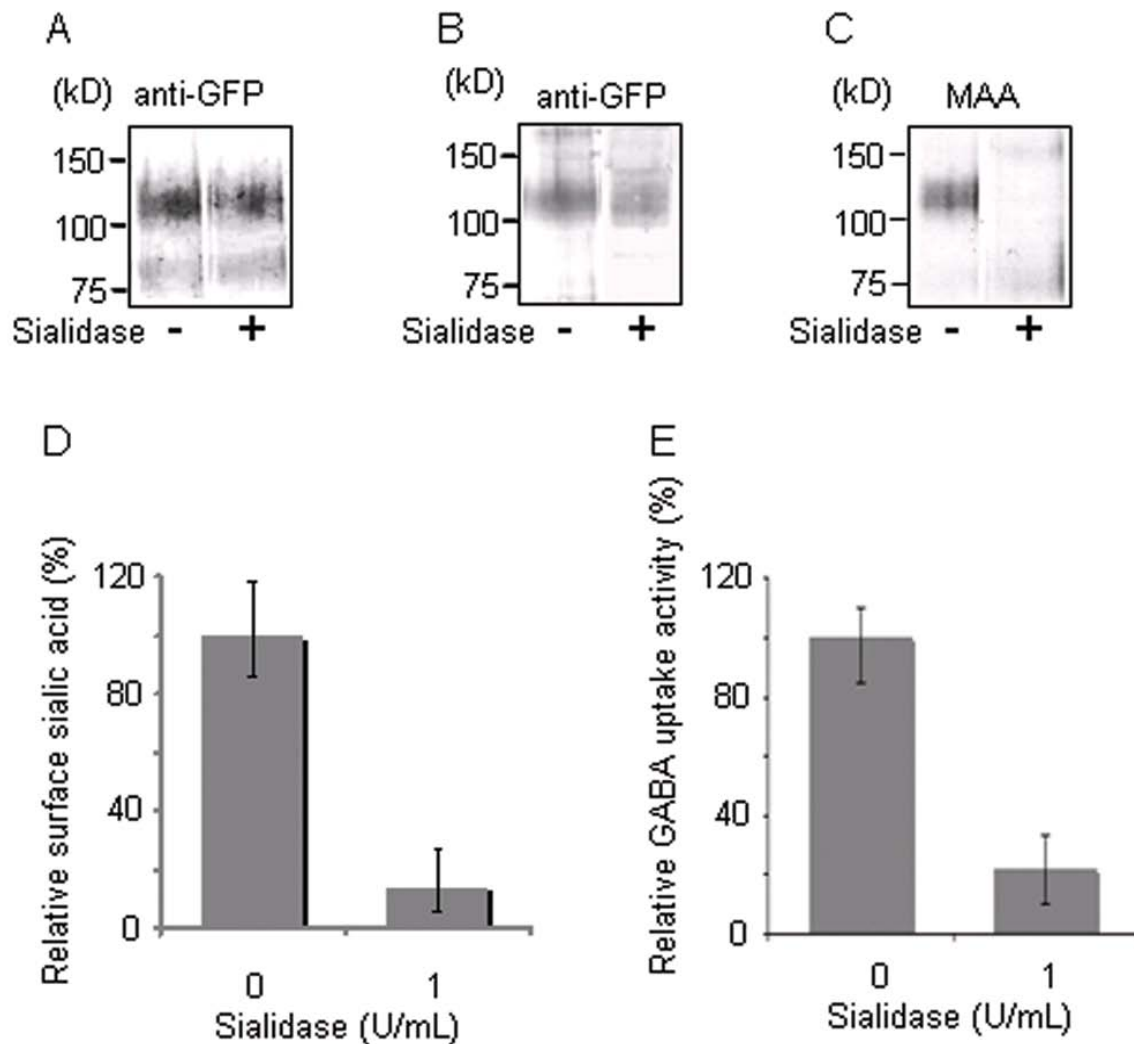 A
(kD) anti-GFP
150
100
75
Sialidase - +
B
(kD) anti-GFP
150
100
75
Sialidase - +
C
(kD) MAA
150
100
75
Sialidase - +
D
Relative surface sialic acid (%)
120
80
40
0
0 1
Sialidase (U/mL)
E
Relative GABA uptake activity (%)
120
80
40
0
0 1
Sialidase (U/mL)